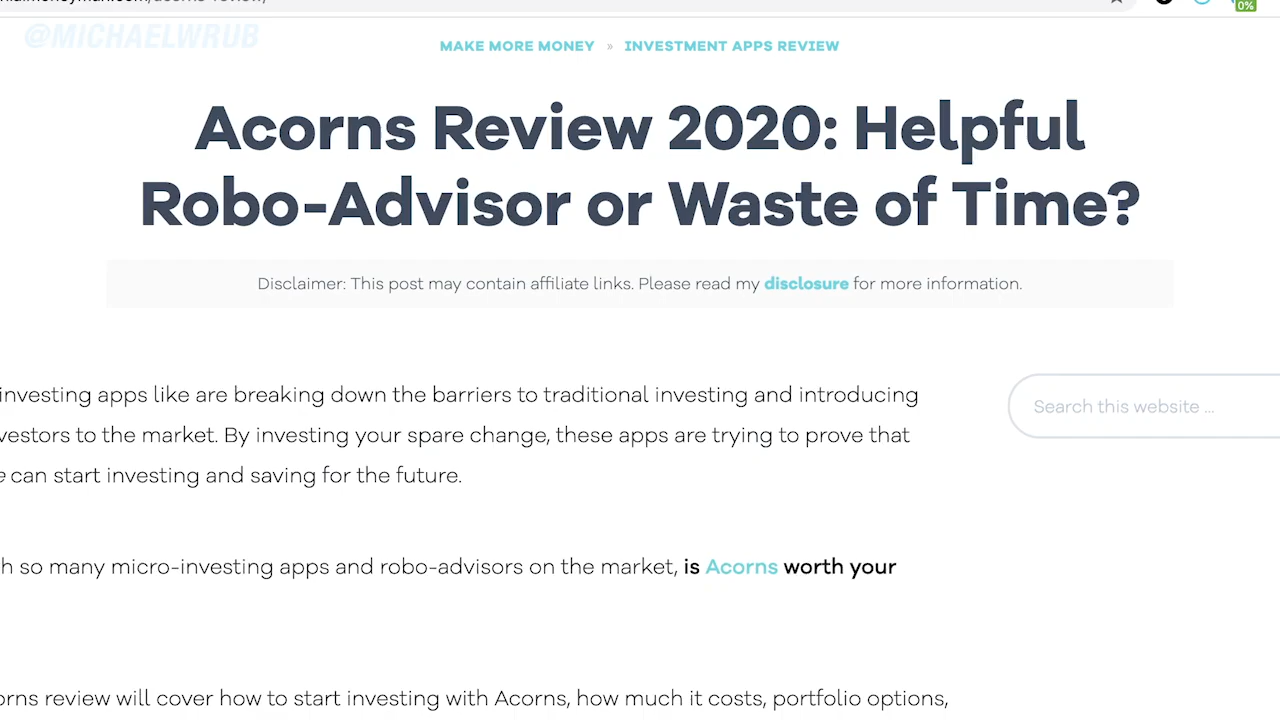 @MICHAELWRUB
0%
MAKE MORE MONEY » INVESTMENT APPS REVIEW
Acorns Review 2020: Helpful
Robo-Advisor or Waste of Time?
Disclaimer: This post may contain affiliate links. Please read my disclosure for more information.
investing apps like are breaking down the barriers to traditional investing and introducing
vestors to the market. By investing your spare change, these apps are trying to prove that
Search this website ...
e can start investing and saving for the future.
h so many micro-investing apps and robo-advisors on the market, is Acorns worth your
orns review will cover how to start investing with Acorns, how much it costs, portfolio options,